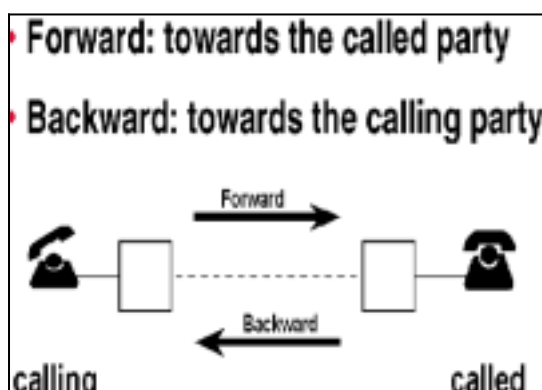 • Forward: towards the called party
• Backward: towards the calling party
Forward
Backward
calling
called